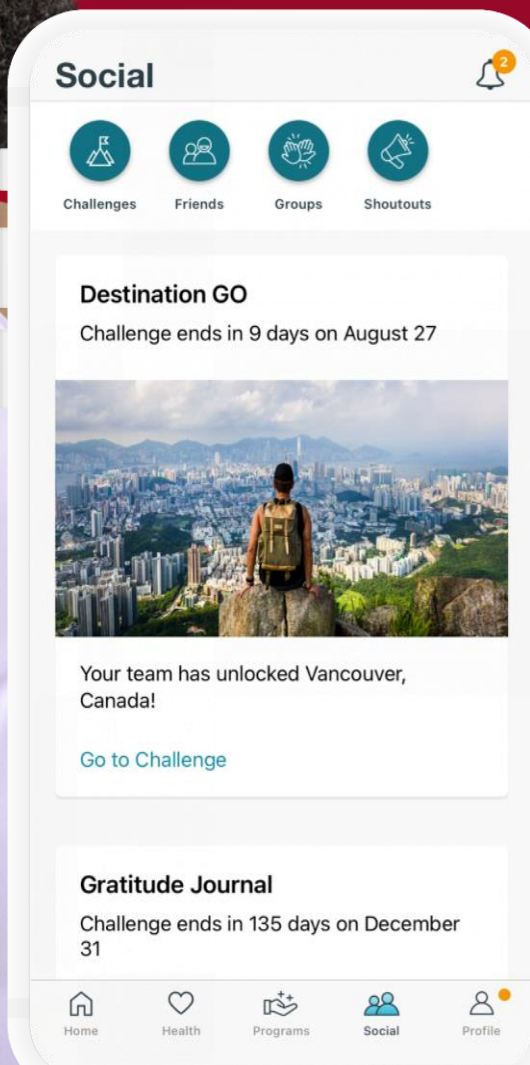 Social
2
Challenges
Friends
Groups
Shoutouts
Destination GO
Challenge ends in 9 days on August 27
Your team has unlocked Vancouver,
Canada!
Go to Challenge
Gratitude Journal
Challenge ends in 135 days on December
31
Home
Health
Programs
Social
Profile